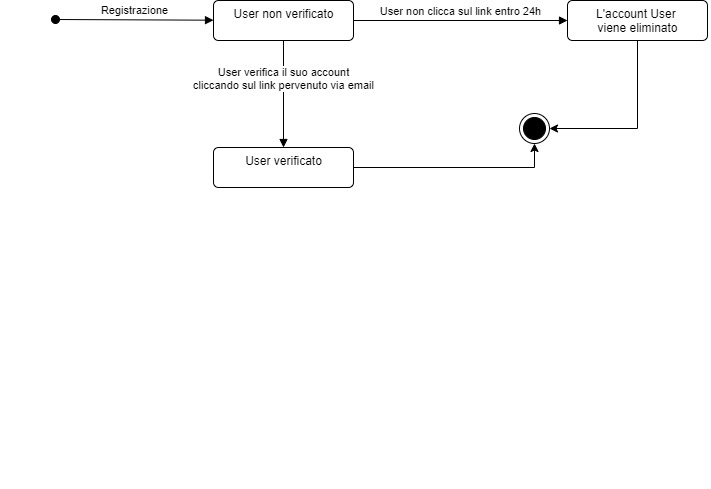 Registrazione
User non verificato
User non clicca sul link entro 24h
L'account User
viene eliminato
User verifica il suo account
cliccando sul link pervenuto via email
User verificato